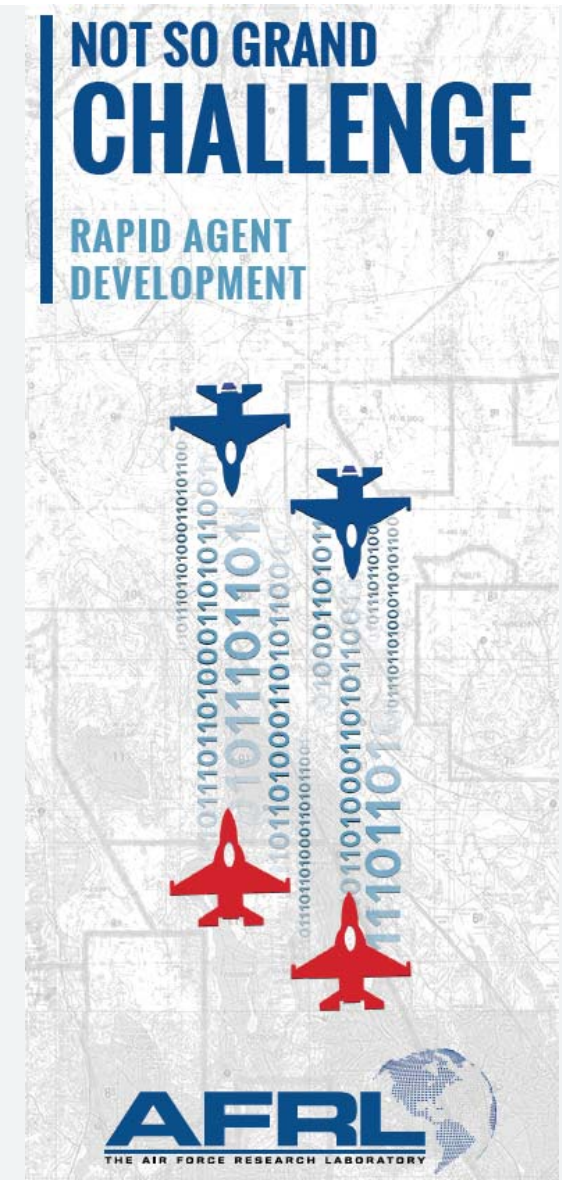 NOT SO GRAND
CHALLENGE
RAPID AGENT
DEVELOPMENT
AFRL
THE AIR FORCE RESEARCH LABORATORY